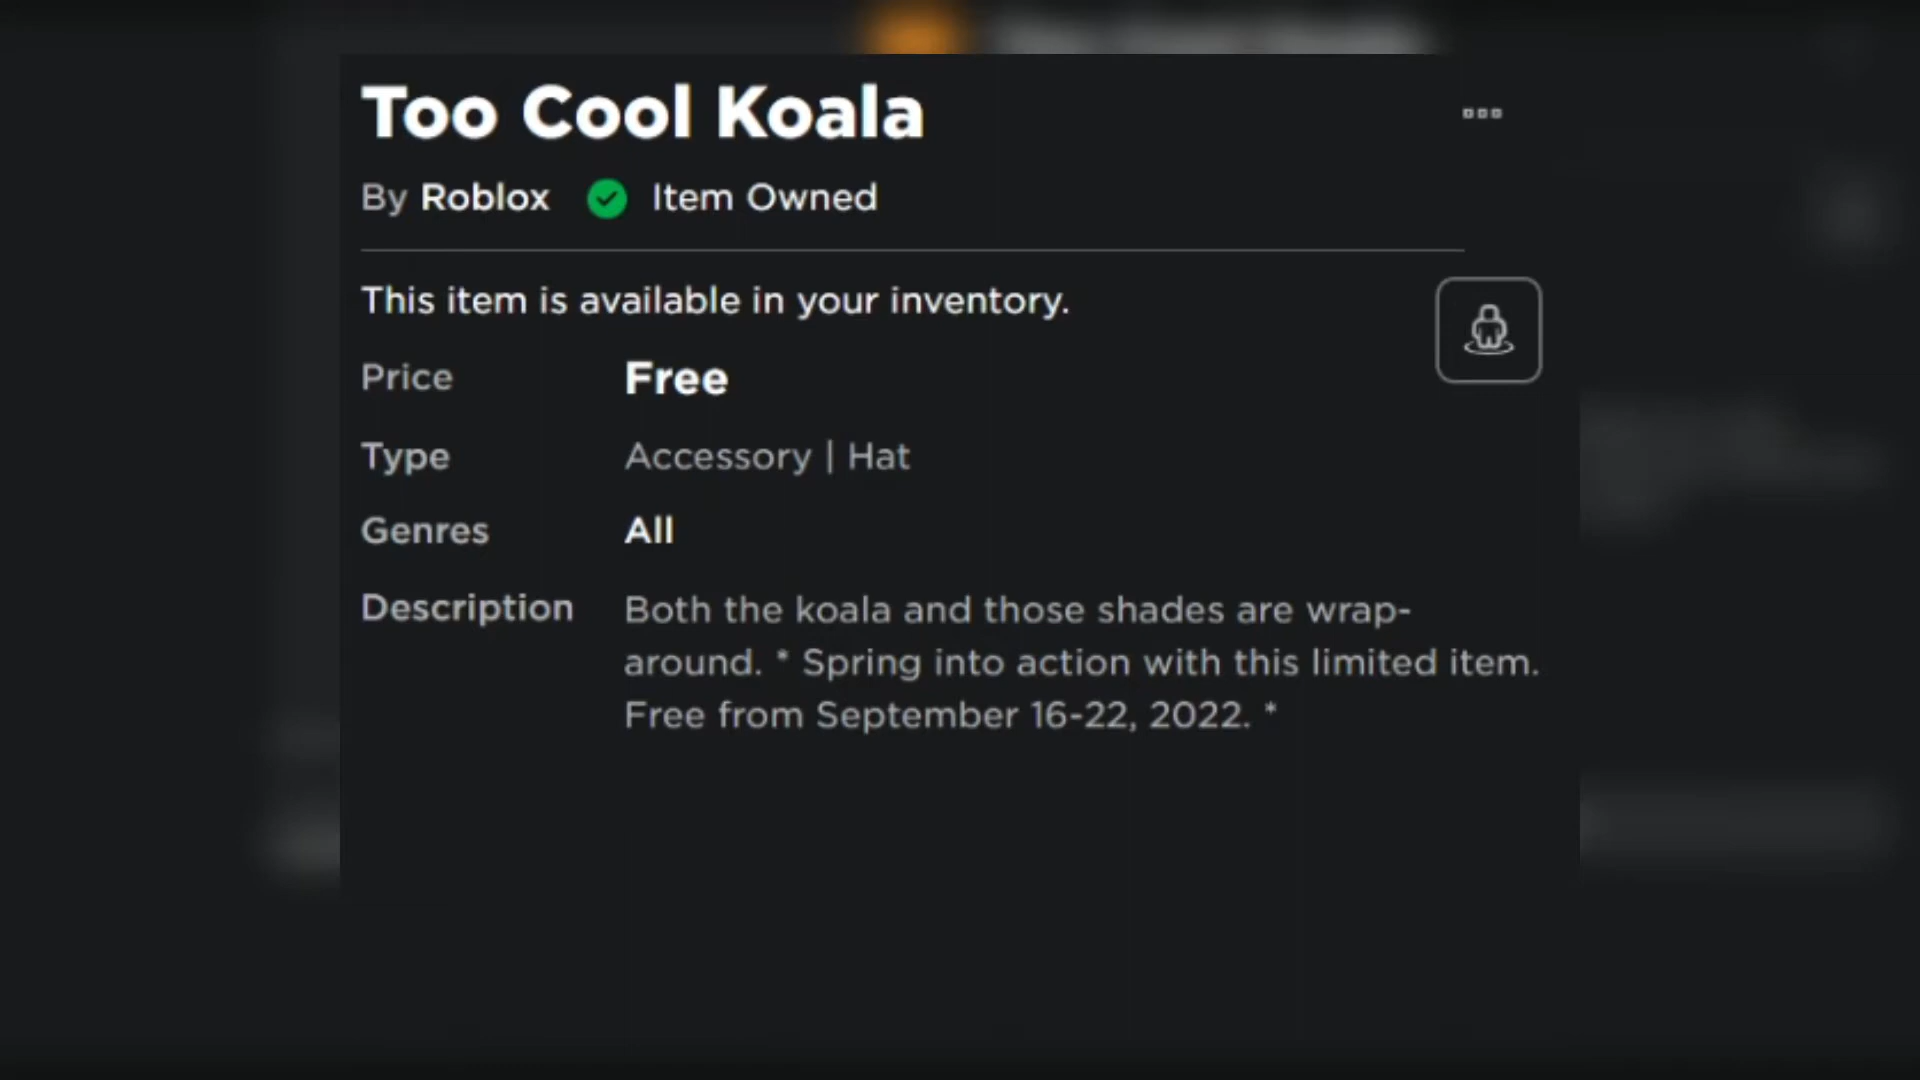 Too Cool Koala
By Roblox Item Owned
This item is available in your inventory.
Price Free
Type Accessory | Hat
Genres All
Description Both the koala and those shades are wrap-
around. * Spring into action with this limited item.
Free from September 16-22, 2022. *